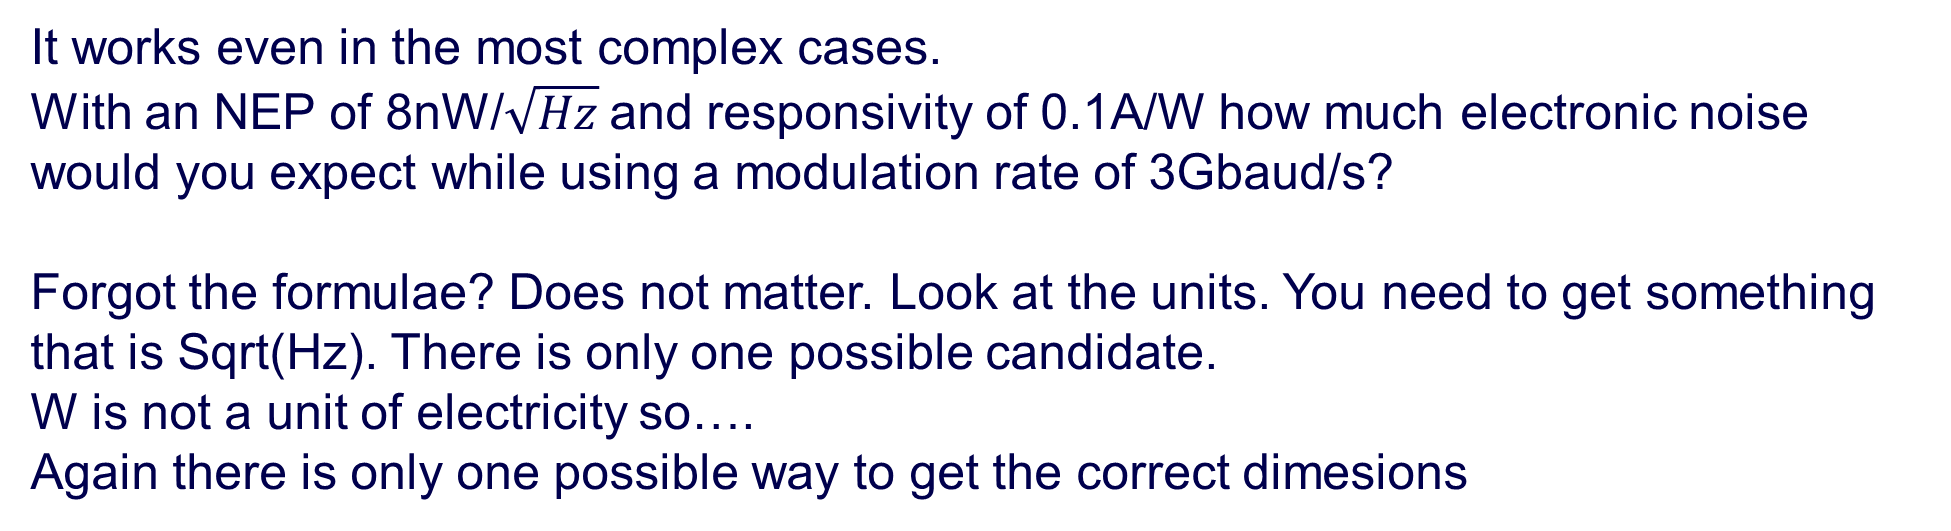 It works even in the most complex cases.
With an NEP of 8nW/√Hz and responsivity of 0.1A/W how much electronic noise
would you expect while using a modulation rate of 3Gbaud/s?
Forgot the formulae? Does not matter. Look at the units. You need to get something
that is Sqrt(Hz). There is only one possible candidate.
W is not a unit of electricity so….
Again there is only one possible way to get the correct dimesions